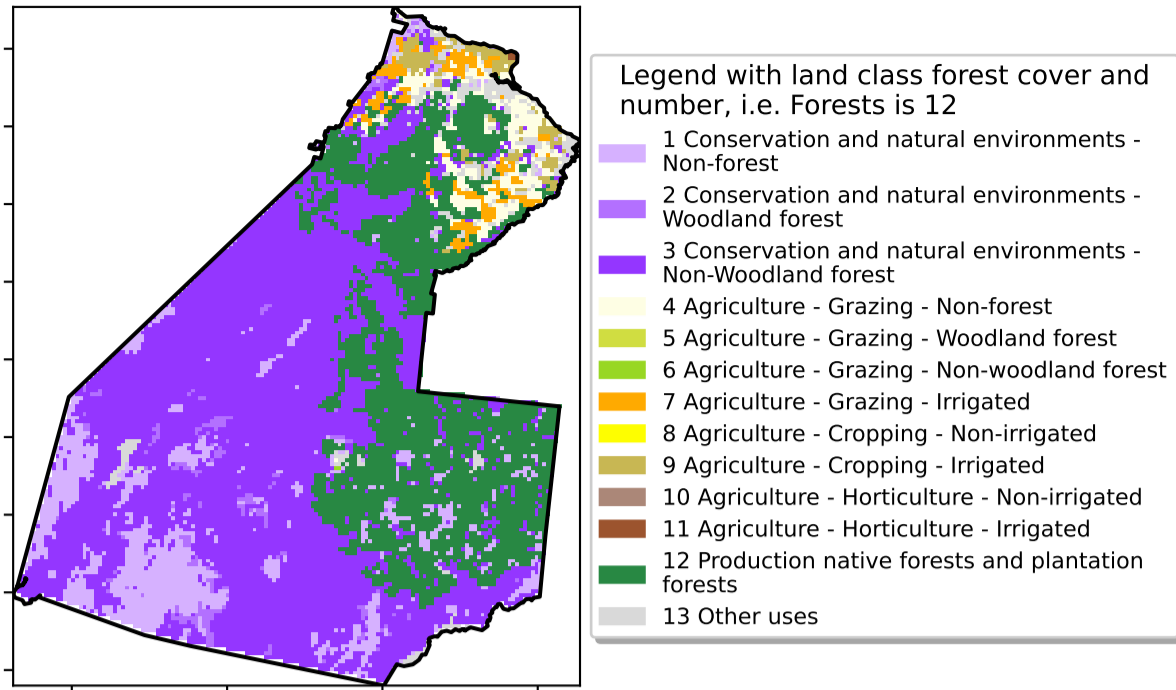 Legend with land class forest cover and
number, i.e. Forests is 12
1 Conservation and natural environments -
Non-forest
2 Conservation and natural environments -
Woodland forest
3 Conservation and natural environments -
Non-Woodland forest
4 Agriculture - Grazing - Non-forest
5 Agriculture - Grazing - Woodland forest
6 Agriculture - Grazing - Non-woodland forest
7 Agriculture - Grazing - Irrigated
8 Agriculture - Cropping - Non-irrigated
9 Agriculture - Cropping - Irrigated
10 Agriculture - Horticulture - Non-irrigated
11 Agriculture - Horticulture - Irrigated
12 Production native forests and plantation
forests
13 Other uses